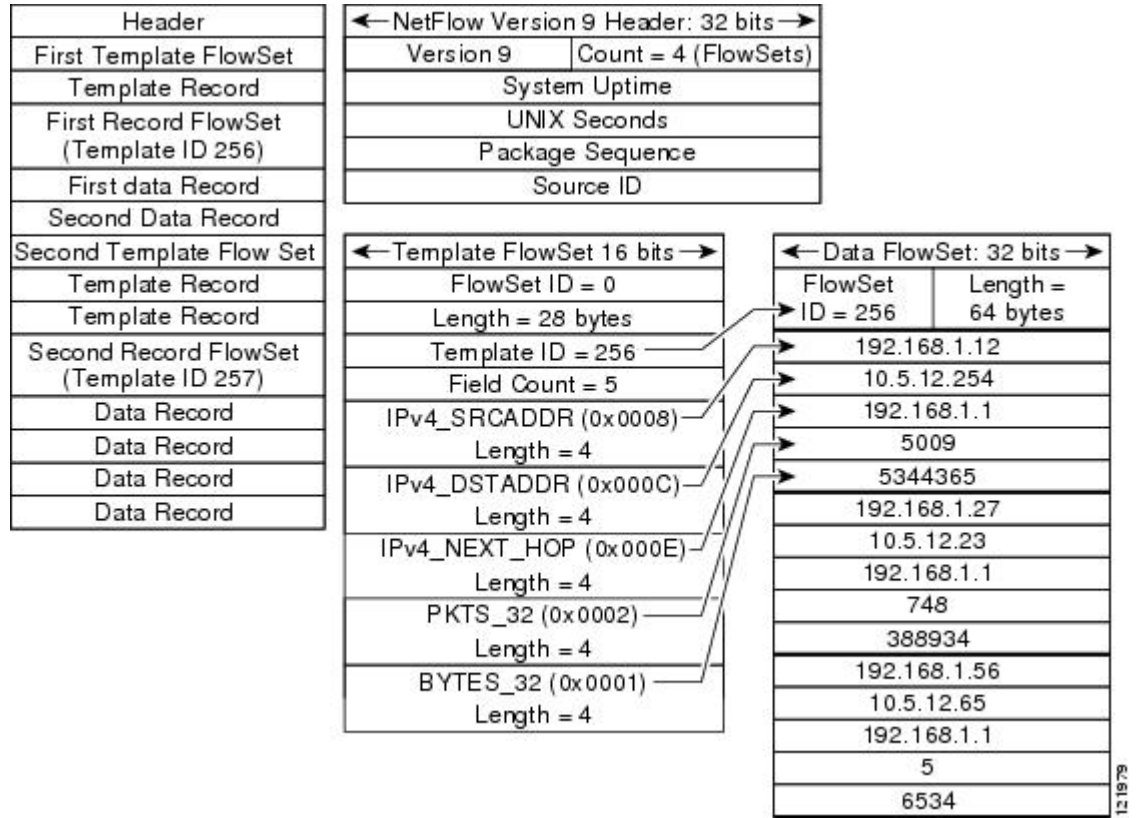 Header
First Template FlowSet
Template Record
First Record FlowSet
(Template ID 256)
First data Record
Second Data Record
Second Template Flow Set
Template Record
Template Record
Second Record FlowSet
(Template ID 257)
Data Record
Data Record
Data Record
Data Record
NetFlow Version 9 Header: 32 bits
Version 9
Count = 4 (FlowSets)
System Uptime
UNIX Seconds
Package Sequence
Source ID
Template FlowSet 16 bits
FlowSet ID = 0
Length = 28 bytes
Template ID = 256
Field Count = 5
IPv4_SRCADDR (0x0008)
Length = 4
IPv4_DSTADDR (0x000C)
Length = 4
IPv4_NEXT_HOP (0x000E)
Length = 4
PKTS_32 (0x0002)
Length = 4
BYTES_32 (0x0001)
Length = 4
Data FlowSet: 32 bits
FlowSet
ID = 256
Length =
64 bytes
192.168.1.12
10.5.12.254
192.168.1.1
5009
5344365
192.168.1.27
10.5.12.23
192.168.1.1
748
388934
192.168.1.56
10.5.12.65
192.168.1.1
5
6534
121979